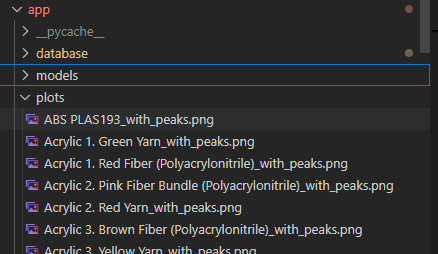 app
__pycache__
database
models
plots
ABS PLAS193_with_peaks.png
Acrylic 1. Green Yarn_with_peaks.png
Acrylic 1. Red Fiber (Polyacrylonitrile)_with_peaks.png
Acrylic 2. Pink Fiber Bundle (Polyacrylonitrile)_with_peaks.png
Acrylic 2. Red Yarn_with_peaks.png
Acrylic 3. Brown Fiber (Polyacrylonitrile)_with_peaks.png
Acrylic 3. Yellow Yarn_with_peaks.png